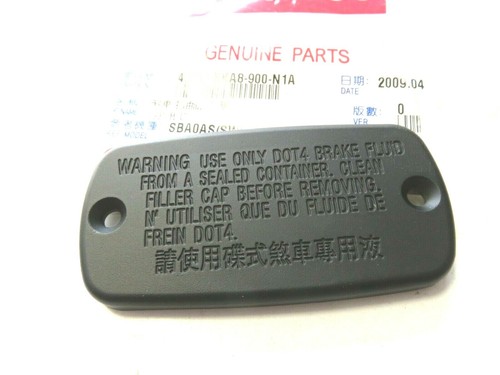 GENUINE PARTS
A8-900-N1A
日期: 2009.04
DATE
版數: 0
VER
SBA0AS/SW
WARNING USE ONLY DOT4 BRAKE FLUID
FROM A SEALED CONTAINER. CLEAN
FILLER CAP BEFORE REMOVING.
N' UTILISER QUE DU FLUIDE DE
FREIN DOT4.
請使用碟式煞車專用液